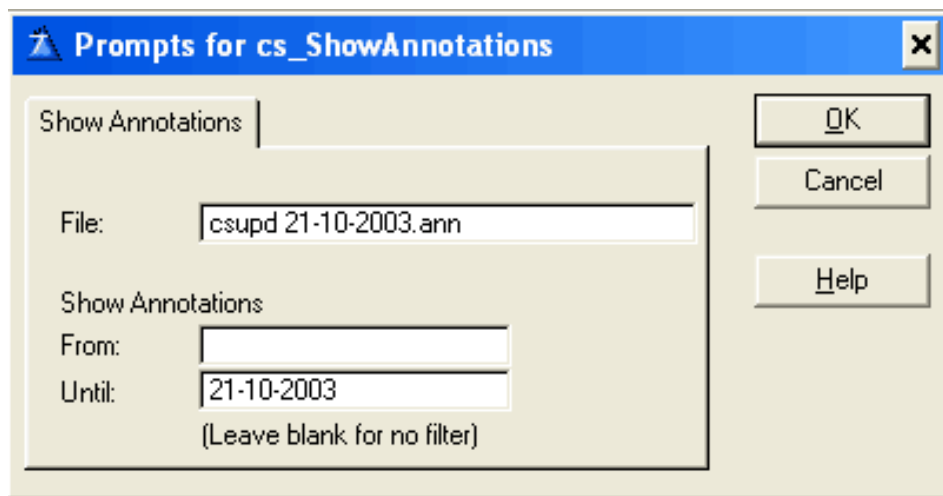 Prompts for cs_ShowAnnotations
Show Annotations
OK
Cancel
File: csupd 21-10-2003.ann
Help
Show Annotations
From:
Until: 21-10-2003
(Leave blank for no filter)